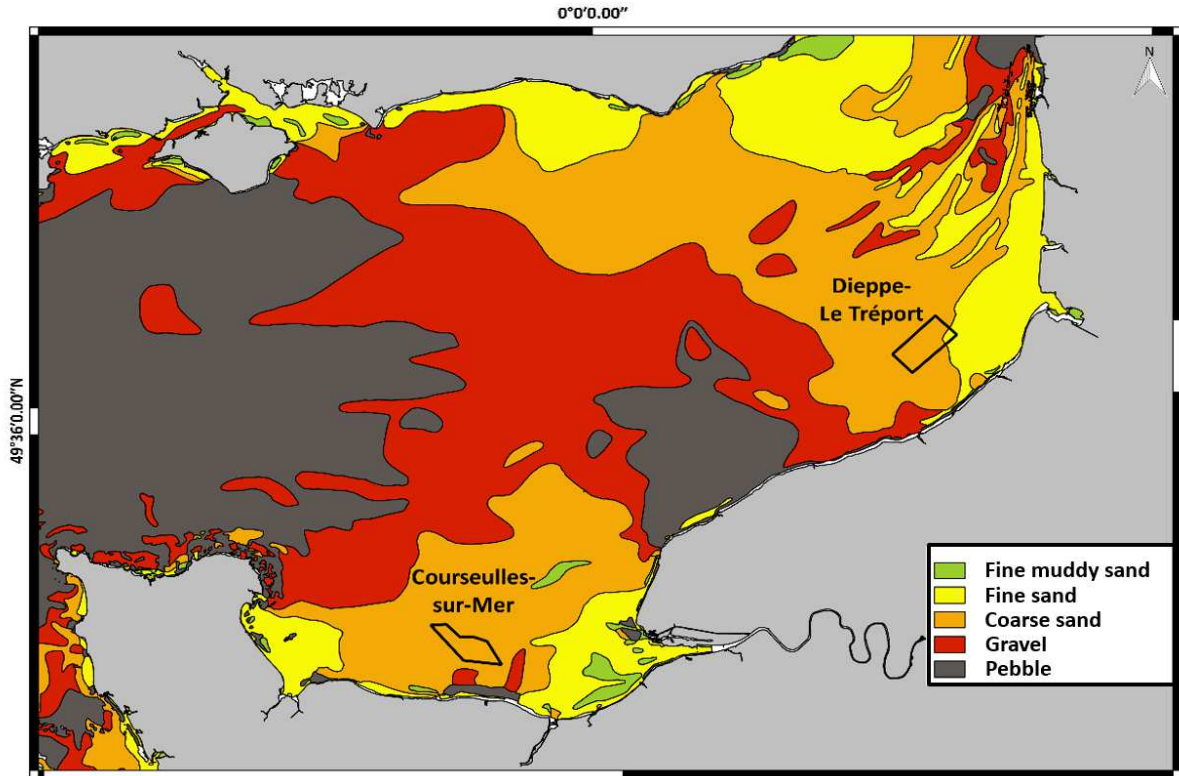 0°0'0.00"
N
Dieppe-
Le Tréport
49°36'0.00"N
Courseulles-
sur-Mer
Fine muddy sand
Fine sand
Coarse sand
Gravel
Pebble